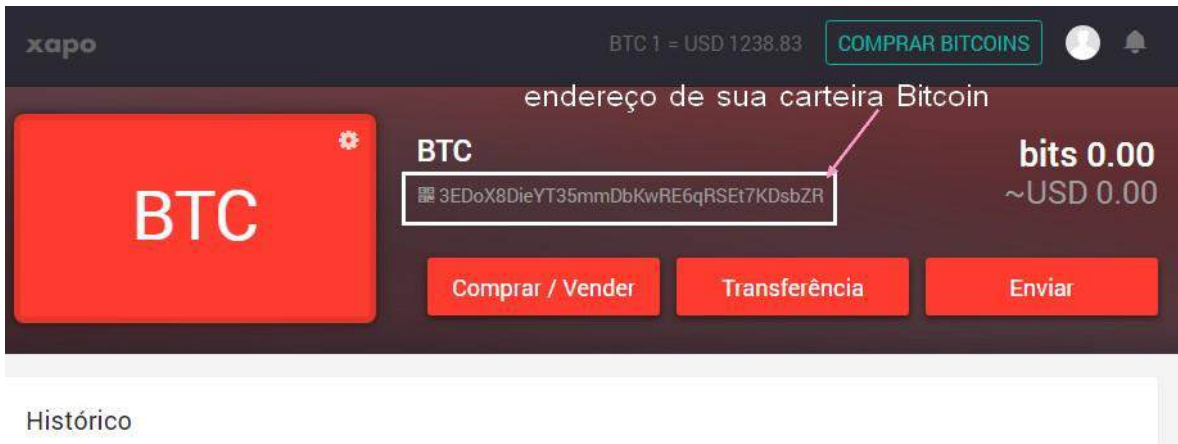 xapo
BTC 1 = USD 1238.83
COMPRAR BITCOINS
endereço de sua carteira Bitcoin
BTC
BTC
3EDoX8DieYT35mmDbKwRE6qRSEt7KDsbZR
bits 0.00
~USD 0.00
Comprar / Vender
Transferência
Enviar
Histórico